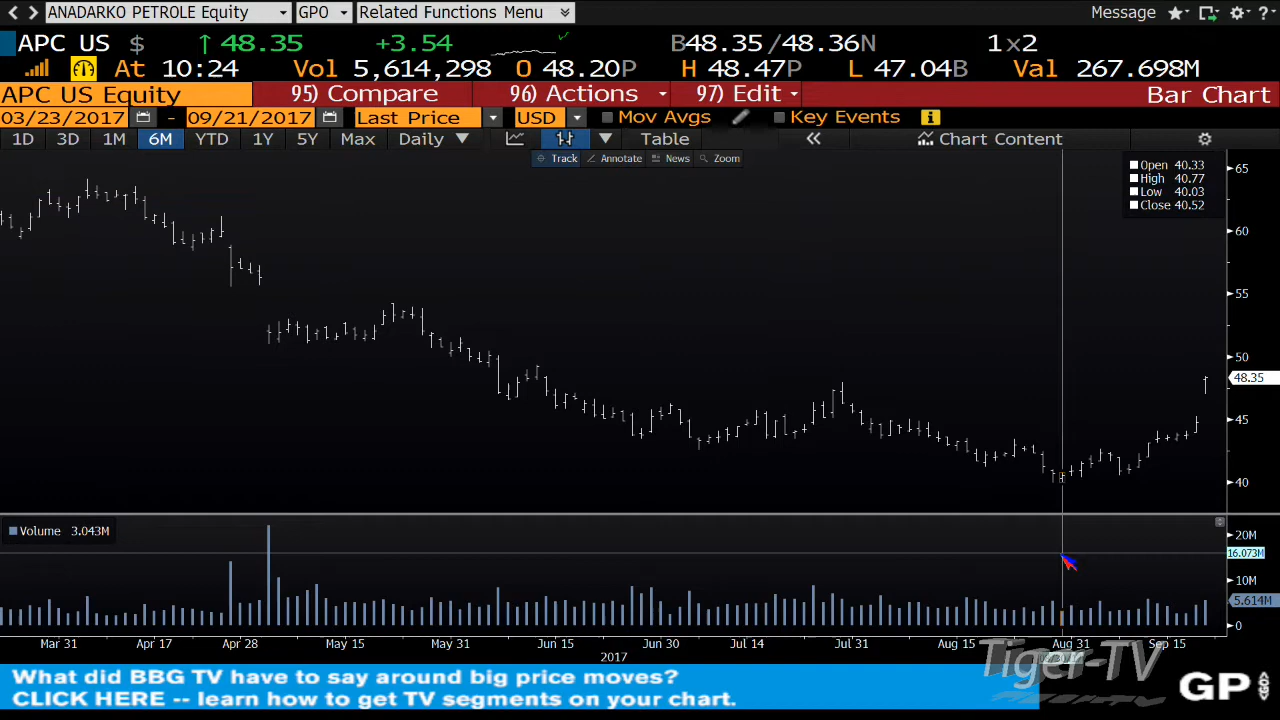 ANADARKO PETROLE Equity GPO Related Functions Menu Message ?
APC US $ ↑ 48.35 +3.54 B48.35/48.36N 1x2
At 10:24 Vol 5,614,298 O 48.20P H 48.47P L 47.04B Val 267.698M
APC US Equity 95) Compare 96) Actions 97) Edit Bar Chart
03/23/2017 - 09/21/2017 Last Price USD Mov Avgs Key Events i
1D 3D 1M 6M YTD 1Y 5Y Max Daily ▼ Table « Chart Content
Track Annotate News Zoom
Open 40.33
High 40.77
Low 40.03
Close 40.52
65
60
55
50
48.35
45
40
Volume 3.043M
20M
16.073M
10M
5.614M
0
Mar 31 Apr 17 Apr 28 May 15 May 31 Jun 15 Jun 30 Jul 14 Jul 31 Aug 15 Aug 31 Sep 15
2017
Tiger-TV
What did BBG TV have to say around big price moves?
CLICK HERE -- learn how to get TV segments on your chart.
GP GO